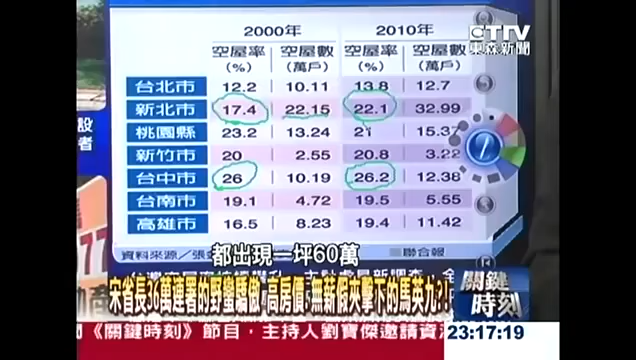 ETTV
東森新聞
2000年 2010年
空屋率 空屋數 空屋率 空屋數
(%) (萬戶) (%) (萬戶)
台北市 12.2 10.11 13.8 12.7
新北市 17.4 22.15 22.1 32.99
桃園縣 23.2 13.24 21 15.37
新竹市 20 2.55 20.8 3.22
台中市 26 10.19 26.2 12.38
台南市 19.1 4.72 19.5 5.55
高雄市 16.5 8.23 19.4 11.42
設
者
77
資料來源／張 聯合報
都出現一坪60萬
宋省長36萬連署的野蠻驕傲 高房價.無薪假夾擊下的馬英九?!
關鍵
時刻
間《關鍵時刻》節目，主持人劉寶傑邀請資
23:17:19